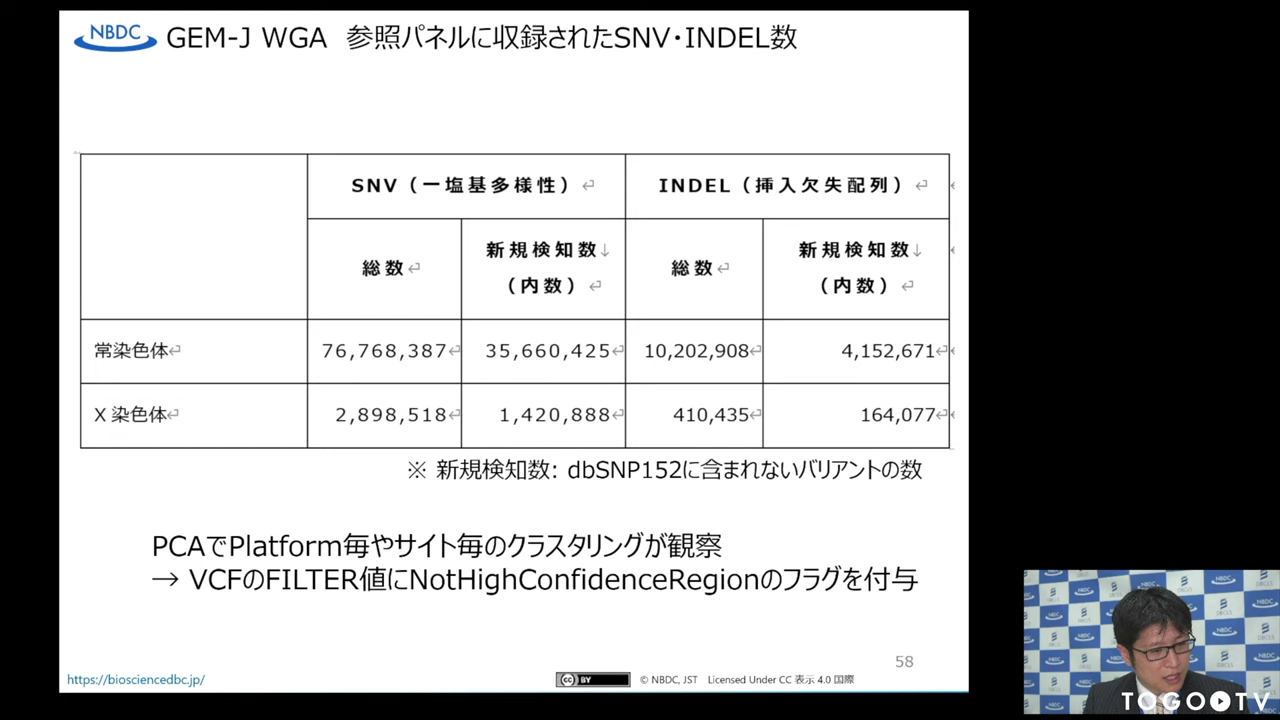 NBDC
GEM-J WGA 参照パネルに収録されたSNV・INDEL数
SNV（一塩基多様性）
INDEL（挿入欠失配列）
総数
新規検知数↓
（内数）
総数
新規検知数↓
（内数）
常染色体 76,768,387 35,660,425 10,202,908 4,152,671
X 染色体 2,898,518 1,420,888 410,435 164,077
※ 新規検知数: dbSNP152に含まれないバリアントの数
PCAでPlatform毎やサイト毎のクラスタリングが観察
→ VCFのFILTER値にNotHighConfidenceRegionのフラグを付与
58
https://biosciencedbc.jp/
cc BY
© NBDC, JST Licensed Under CC 表示 4.0 国際
NBDC
DBCLS
TOGOTV